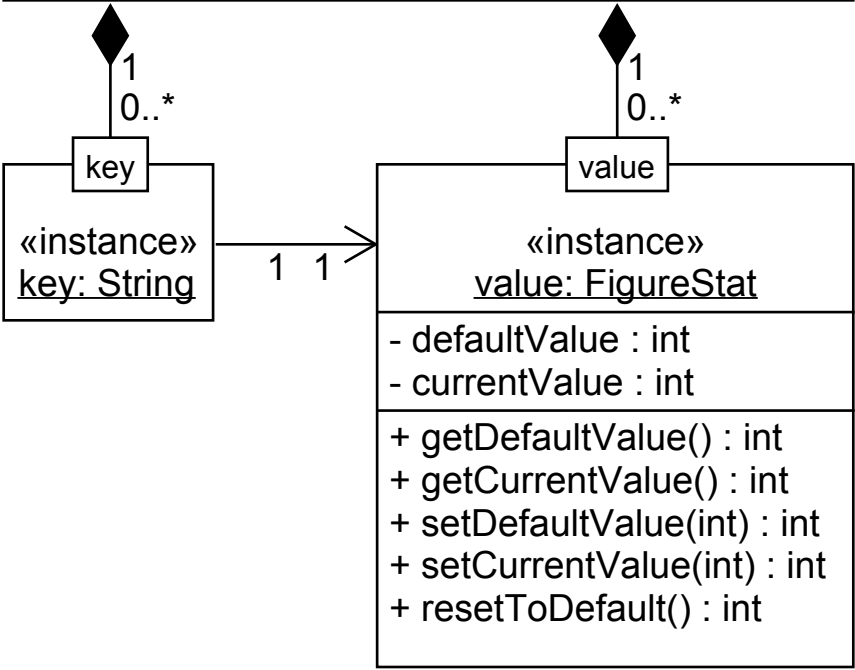 1
0..*
1
0..*
key
value
«instance»
key: String
1 1
«instance»
value: FigureStat
- defaultValue : int
- currentValue : int
+ getDefaultValue() : int
+ getCurrentValue() : int
+ setDefaultValue(int) : int
+ setCurrentValue(int) : int
+ resetToDefault() : int